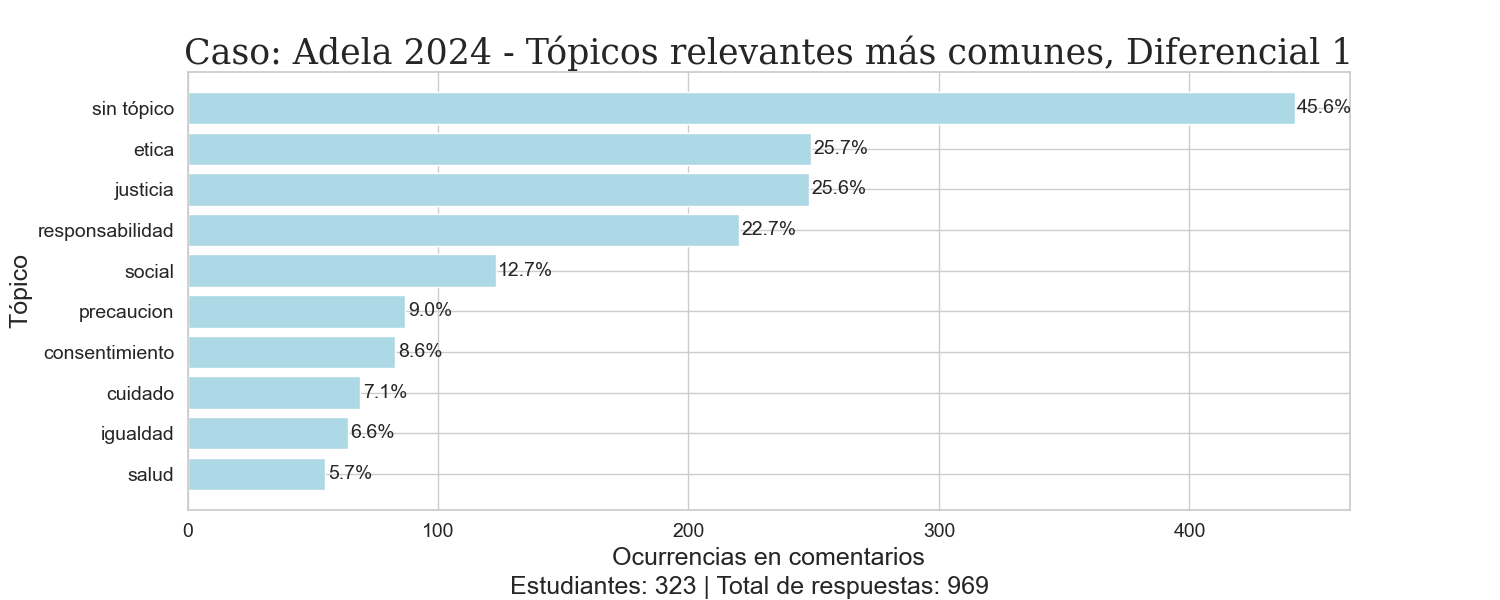 Caso: Adela 2024 - Tópicos relevantes más comunes, Diferencial 1
Tópico
sin tópico 45.6%
etica 25.7%
justicia 25.6%
responsabilidad 22.7%
social 12.7%
precaucion 9.0%
consentimiento 8.6%
cuidado 7.1%
igualdad 6.6%
salud 5.7%
0 100 200 300 400
Ocurrencias en comentarios
Estudiantes: 323 | Total de respuestas: 969